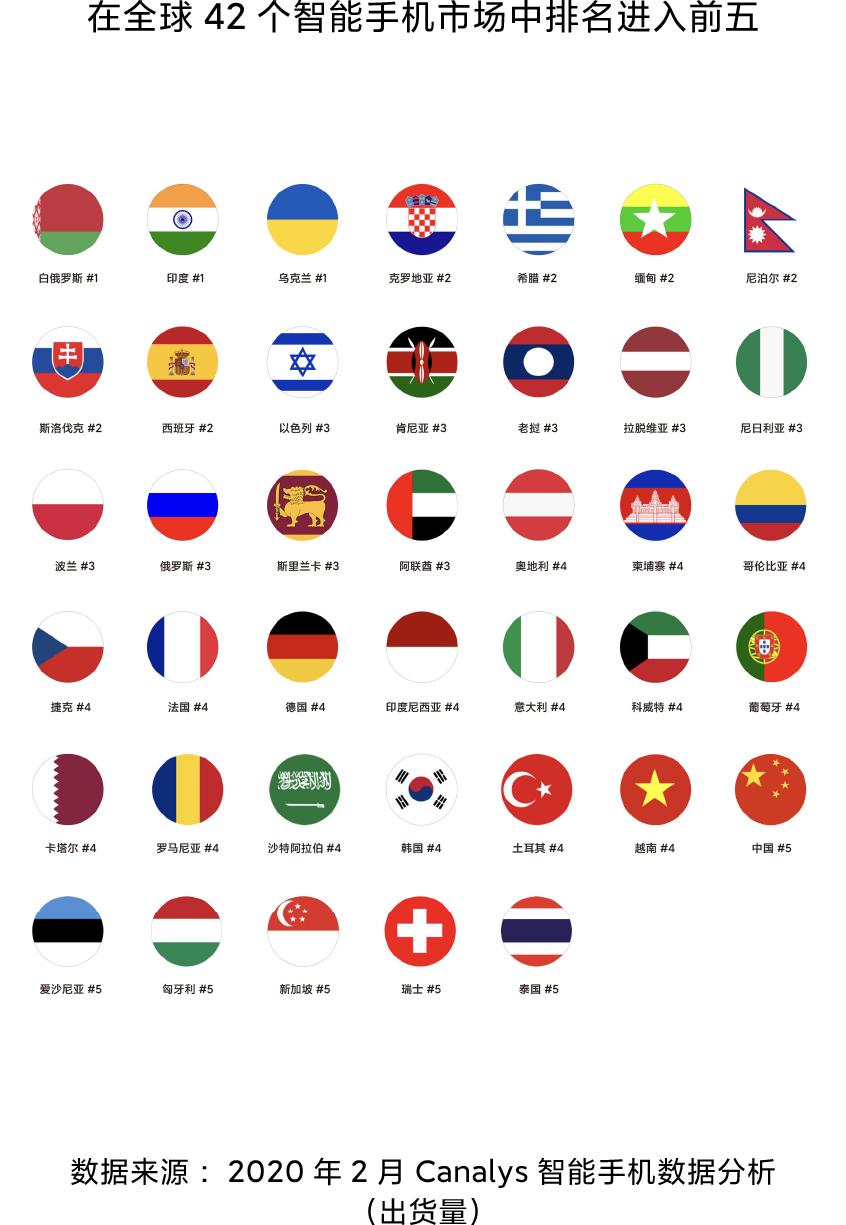 在全球 42 个智能手机市场中排名进入前五
白俄罗斯 #1 印度 #1 乌克兰 #1 克罗地亚 #2 希腊 #2 缅甸 #2 尼泊尔 #2
斯洛伐克 #2 西班牙 #2 以色列 #3 肯尼亚 #3 老挝 #3 拉脱维亚 #3 尼日利亚 #3
波兰 #3 俄罗斯 #3 斯里兰卡 #3 阿联酋 #3 奥地利 #4 柬埔寨 #4 哥伦比亚 #4
捷克 #4 法国 #4 德国 #4 印度尼西亚 #4 意大利 #4 科威特 #4 葡萄牙 #4
卡塔尔 #4 罗马尼亚 #4 沙特阿拉伯 #4 韩国 #4 土耳其 #4 越南 #4 中国 #5
爱沙尼亚 #5 匈牙利 #5 新加坡 #5 瑞士 #5 泰国 #5
数据来源： 2020 年 2 月 Canalys 智能手机数据分析
（出货量）